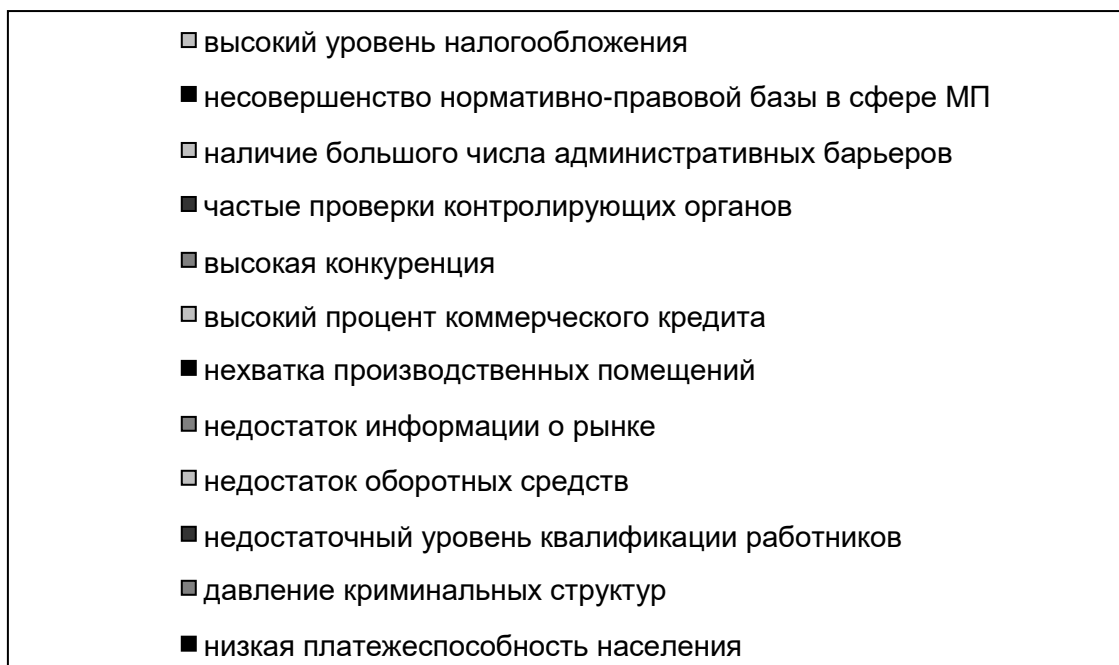 высокий уровень налогообложения
несовершенство нормативно-правовой базы в сфере МП
наличие большого числа административных барьеров
частые проверки контролирующих органов
высокая конкуренция
высокий процент коммерческого кредита
нехватка производственных помещений
недостаток информации о рынке
недостаток оборотных средств
недостаточный уровень квалификации работников
давление криминальных структур
низкая платежеспособность населения